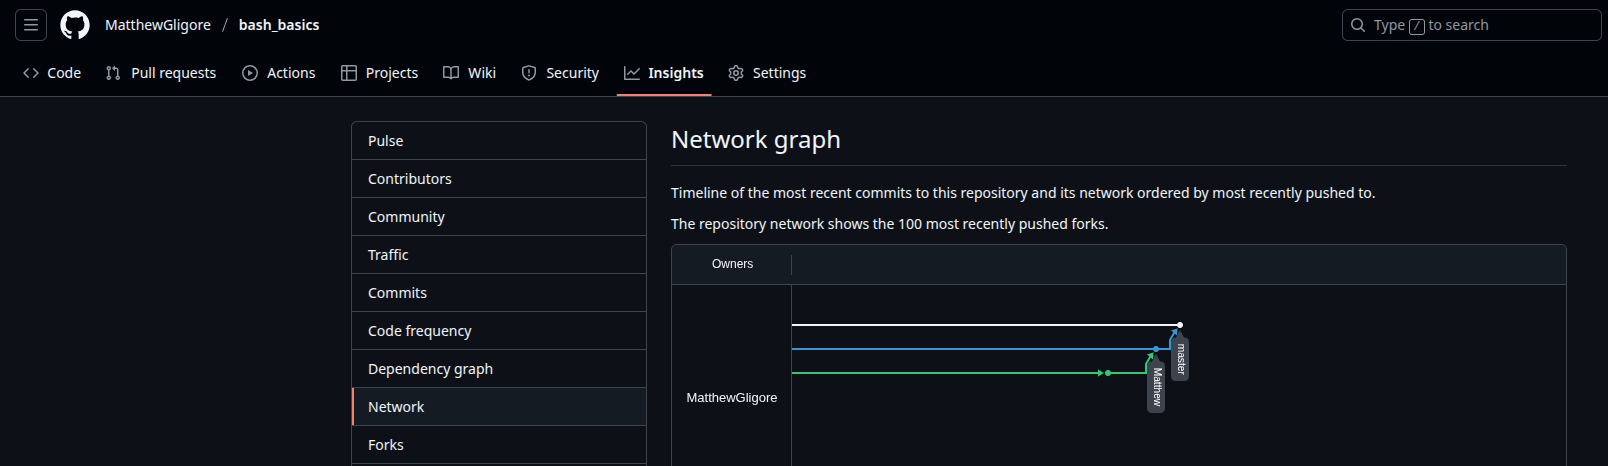 MatthewGligore / bash_basics
Type / to search
Code Pull requests Actions Projects Wiki Security Insights Settings
Pulse
Contributors
Community
Traffic
Commits
Code frequency
Dependency graph
Network
Forks
Network graph
Timeline of the most recent commits to this repository and its network ordered by most recently pushed to.
The repository network shows the 100 most recently pushed forks.
Owners
MatthewGligore
master
Matthew